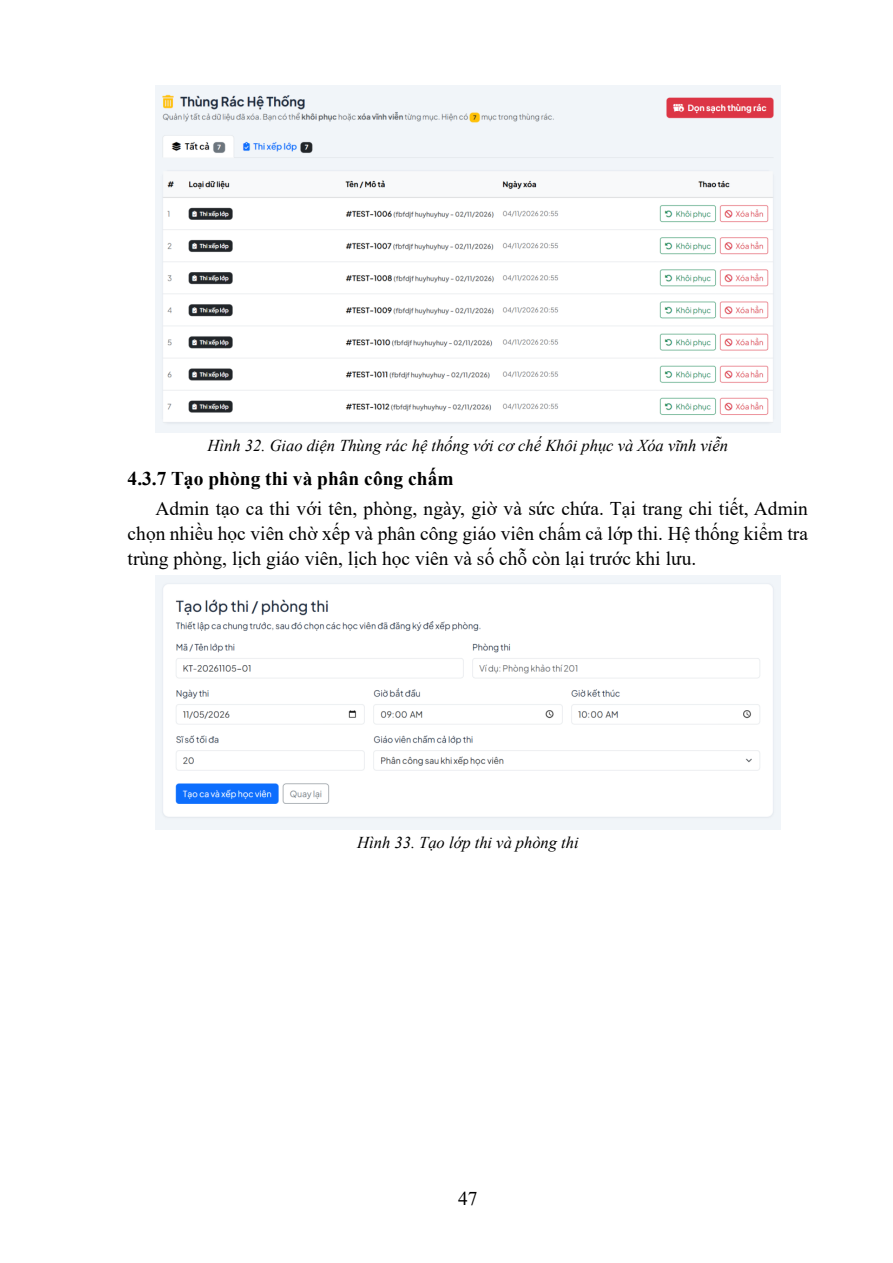 Thùng Rác Hệ Thống
Quản lý tất cả dữ liệu đã xóa. Bạn có thể khôi phục hoặc xóa vĩnh viễn từng mục. Hiện có 7 mục trong thùng rác.
Dọn sạch thùng rác
Tất cả 7 Thi xếp lớp 7
# Loại dữ liệu Tên / Mô tả Ngày xóa Thao tác
1 Thi xếp lớp #TEST-1006 (fbfdjf huyhuyhuy - 02/11/2026) 04/11/2026 20:55 Khôi phục Xóa hẳn
2 Thi xếp lớp #TEST-1007 (fbfdjf huyhuyhuy - 02/11/2026) 04/11/2026 20:55 Khôi phục Xóa hẳn
3 Thi xếp lớp #TEST-1008 (fbfdjf huyhuyhuy - 02/11/2026) 04/11/2026 20:55 Khôi phục Xóa hẳn
4 Thi xếp lớp #TEST-1009 (fbfdjf huyhuyhuy - 02/11/2026) 04/11/2026 20:55 Khôi phục Xóa hẳn
5 Thi xếp lớp #TEST-1010 (fbfdjf huyhuyhuy - 02/11/2026) 04/11/2026 20:55 Khôi phục Xóa hẳn
6 Thi xếp lớp #TEST-1011 (fbfdjf huyhuyhuy - 02/11/2026) 04/11/2026 20:55 Khôi phục Xóa hẳn
7 Thi xếp lớp #TEST-1012 (fbfdjf huyhuyhuy - 02/11/2026) 04/11/2026 20:55 Khôi phục Xóa hẳn
Hình 32. Giao diện Thùng rác hệ thống với cơ chế Khôi phục và Xóa vĩnh viễn
4.3.7 Tạo phòng thi và phân công chấm
Admin tạo ca thi với tên, phòng, ngày, giờ và sức chứa. Tại trang chi tiết, Admin
chọn nhiều học viên chờ xếp và phân công giáo viên chấm cả lớp thi. Hệ thống kiểm tra
trùng phòng, lịch giáo viên, lịch học viên và số chỗ còn lại trước khi lưu.
Tạo lớp thi / phòng thi
Thiết lập ca chung trước, sau đó chọn các học viên đã đăng ký để xếp phòng.
Mã / Tên lớp thi Phòng thi
KT-20261105-01 Ví dụ: Phòng khảo thí 201
Ngày thi Giờ bắt đầu Giờ kết thúc
11/05/2026 09:00 AM 10:00 AM
Sĩ số tối đa Giáo viên chấm cả lớp thi
20 Phân công sau khi xếp học viên
Tạo ca và xếp học viên Quay lại
Hình 33. Tạo lớp thi và phòng thi
47